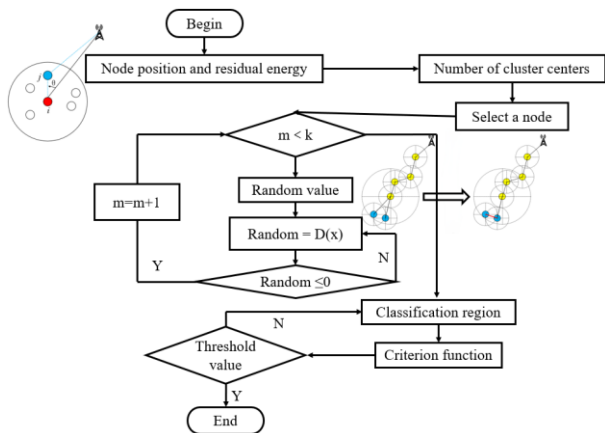 Begin
Node position and residual energy
Number of cluster centers
j
θ
i
Select a node
m < k
m=m+1
Random value
Random = D(x)
Y
N
Random ≤0
N
Classification region
Threshold
value
Criterion function
Y
End